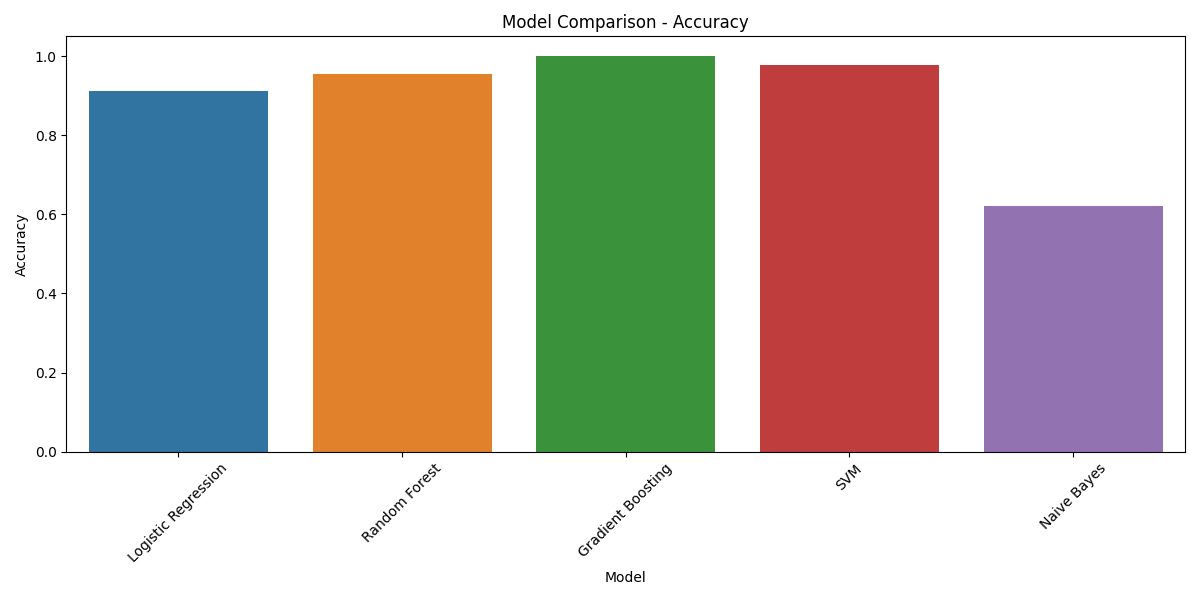 Model Comparison - Accuracy
1.0
0.8
0.6
0.4
0.2
0.0
Accuracy
Logistic Regression
Random Forest
Gradient Boosting
SVM
Naive Bayes
Model